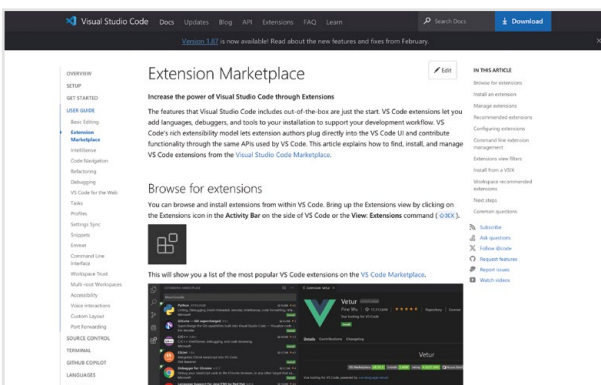 Visual Studio Code Docs Updates Blog API Extensions FAQ Learn Search Docs Download
Version 1.87 is now available! Read about the new features and fixes from February.
OVERVIEW
SETUP
GET STARTED
USER GUIDE
Basic Editing
Extension
Marketplace
IntelliSense
Code Navigation
Refactoring
Debugging
VS Code for the Web
Tasks
Profiles
Settings Sync
Snippets
Emmet
Command Line
Interface
Workspace Trust
Multi-root Workspaces
Accessibility
Voice interactions
Custom Layout
Port Forwarding
SOURCE CONTROL
TERMINAL
GITHUB COPILOT
LANGUAGES
Extension Marketplace
Edit
Increase the power of Visual Studio Code through Extensions
The features that Visual Studio Code includes out-of-the-box are just the start. VS Code extensions let you
add languages, debuggers, and tools to your installation to support your development workflow. VS
Code's rich extensibility model lets extension authors plug directly into the VS Code UI and contribute
functionality through the same APIs used by VS Code. This article explains how to find, install, and manage
VS Code extensions from the Visual Studio Code Marketplace.
Browse for extensions
You can browse and install extensions from within VS Code. Bring up the Extensions view by clicking on
the Extensions icon in the Activity Bar on the side of VS Code or the View: Extensions command (⇧⌘X).
This will show you a list of the most popular VS Code extensions on the VS Code Marketplace.
Python
Vetur
Pine Wu
Repository
Install
Details Contributions Changelog
Vetur
IN THIS ARTICLE
Browse for extensions
Install an extension
Manage extensions
Recommended extensions
Configuring extensions
Command line extension
management
Extensions view filters
Install from a VSIX
Workspace recommended
extensions
Next steps
Common questions
Subscribe
Ask questions
Follow @code
Request features
Report issues
Watch videos